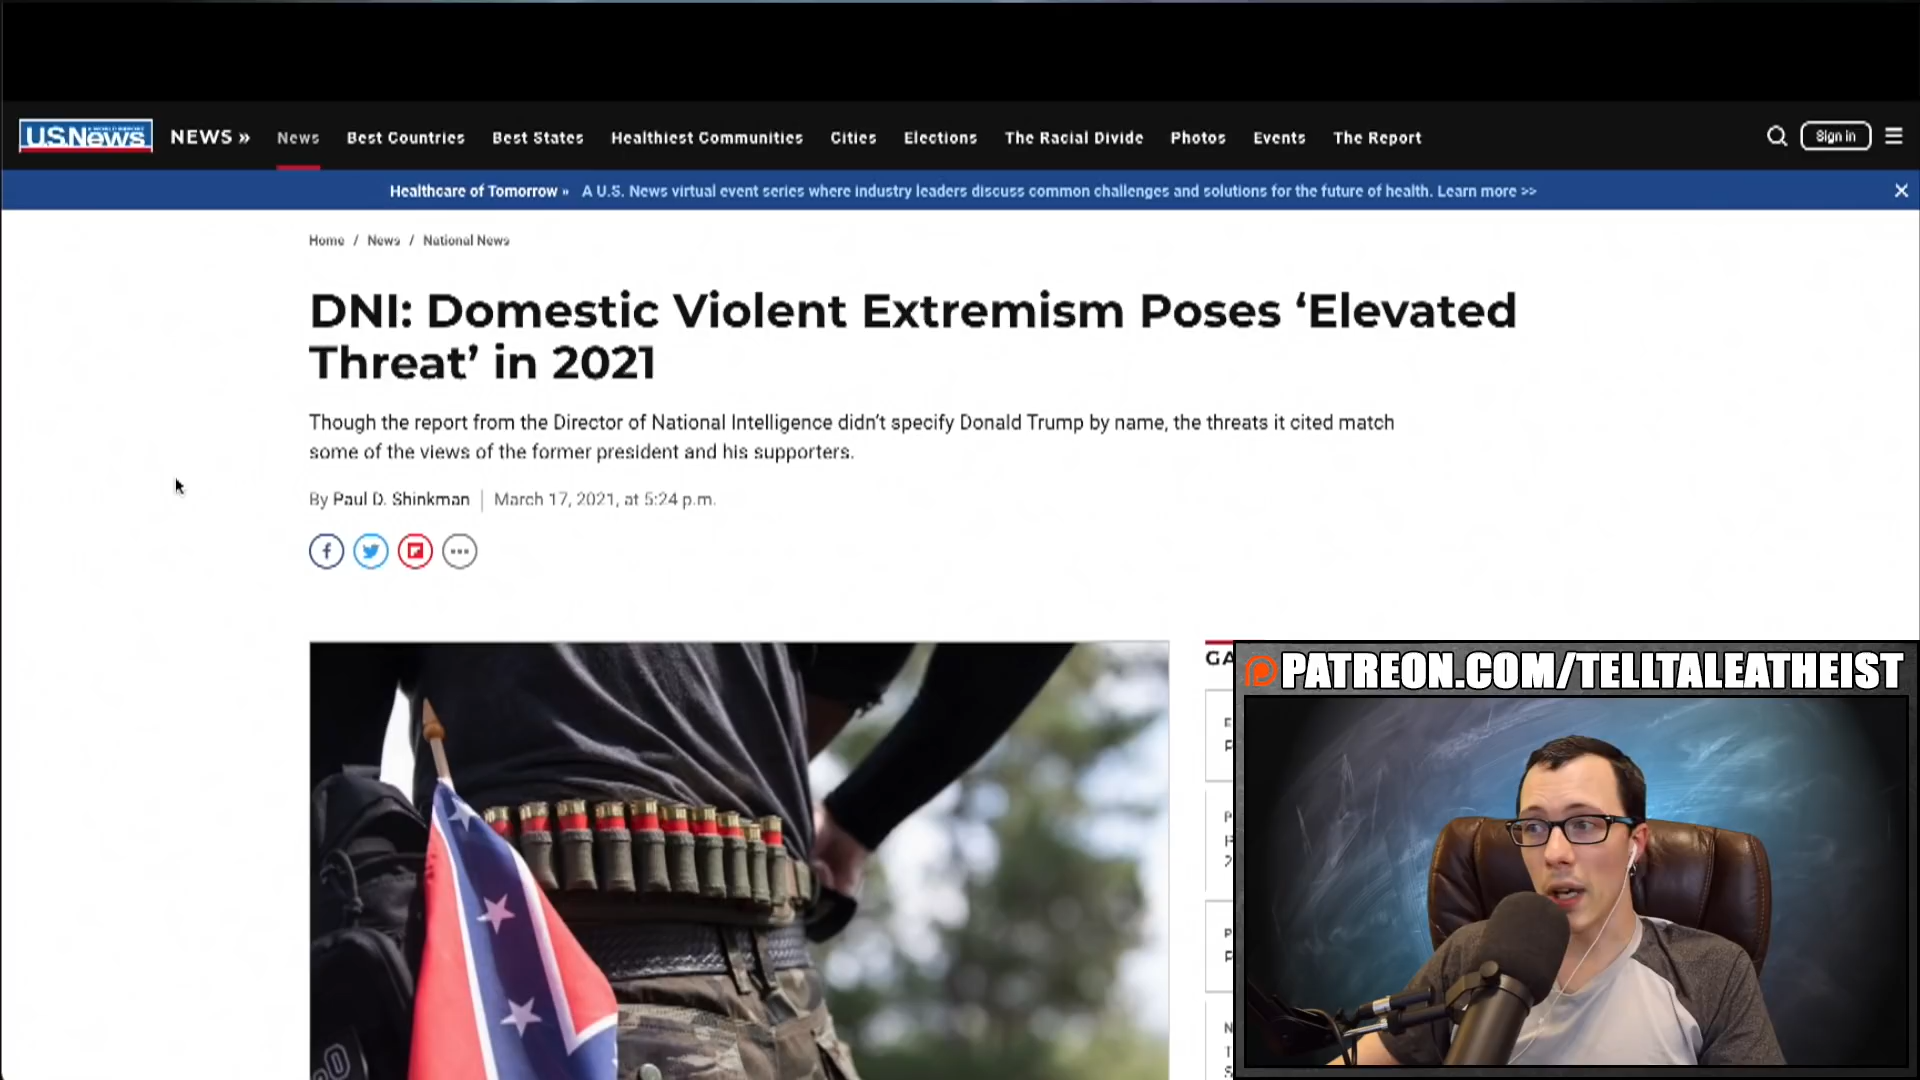 U.S.News
NEWS »
News
Best Countries
Best States
Healthiest Communities
Cities
Elections
The Racial Divide
Photos
Events
The Report
Sign in
Healthcare of Tomorrow » A U.S. News virtual event series where industry leaders discuss common challenges and solutions for the future of health. Learn more >>
Home / News / National News
DNI: Domestic Violent Extremism Poses ‘Elevated
Threat’ in 2021
Though the report from the Director of National Intelligence didn’t specify Donald Trump by name, the threats it cited match
some of the views of the former president and his supporters.
By Paul D. Shinkman | March 17, 2021, at 5:24 p.m.
GA
PATREON.COM/TELLTALEATHEIST